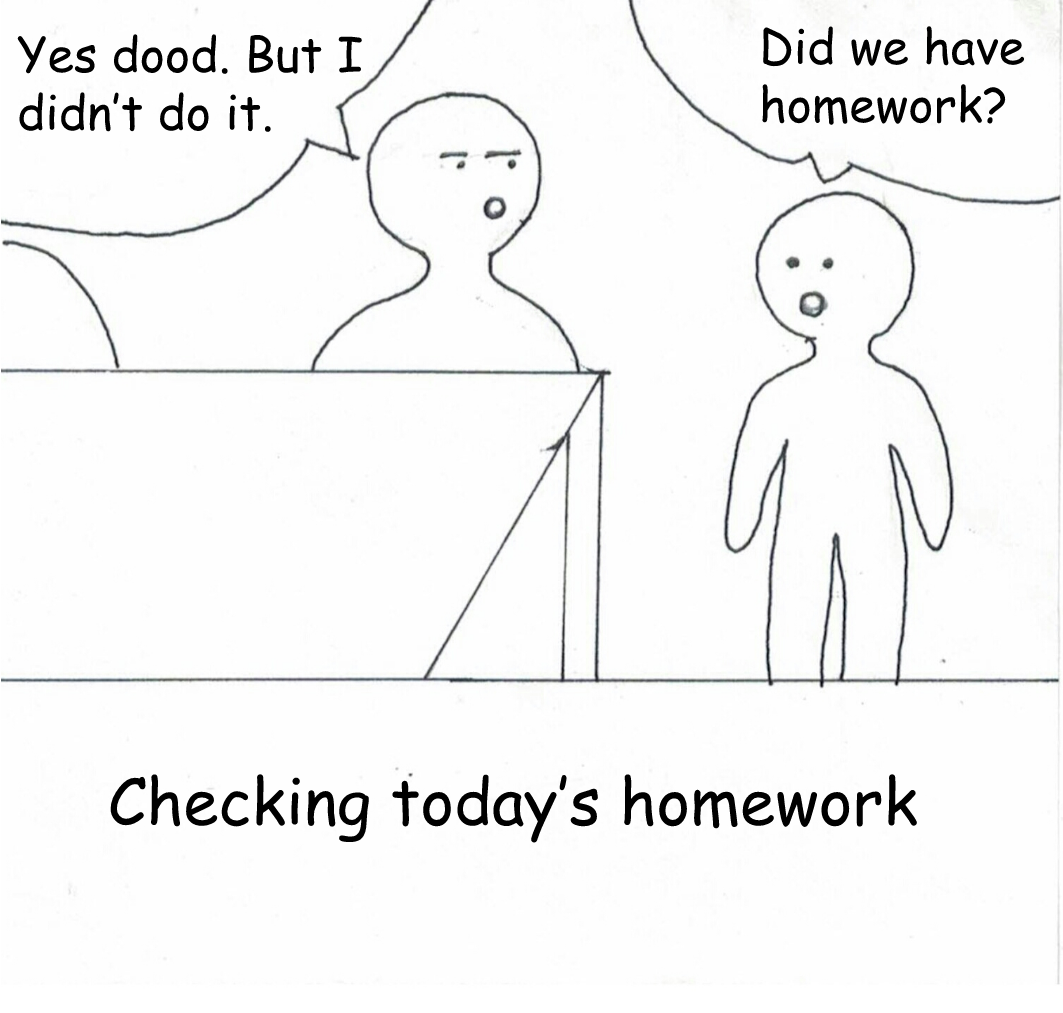 Yes dood. But I
didn't do it.
Did we have
homework?
Checking today's homework